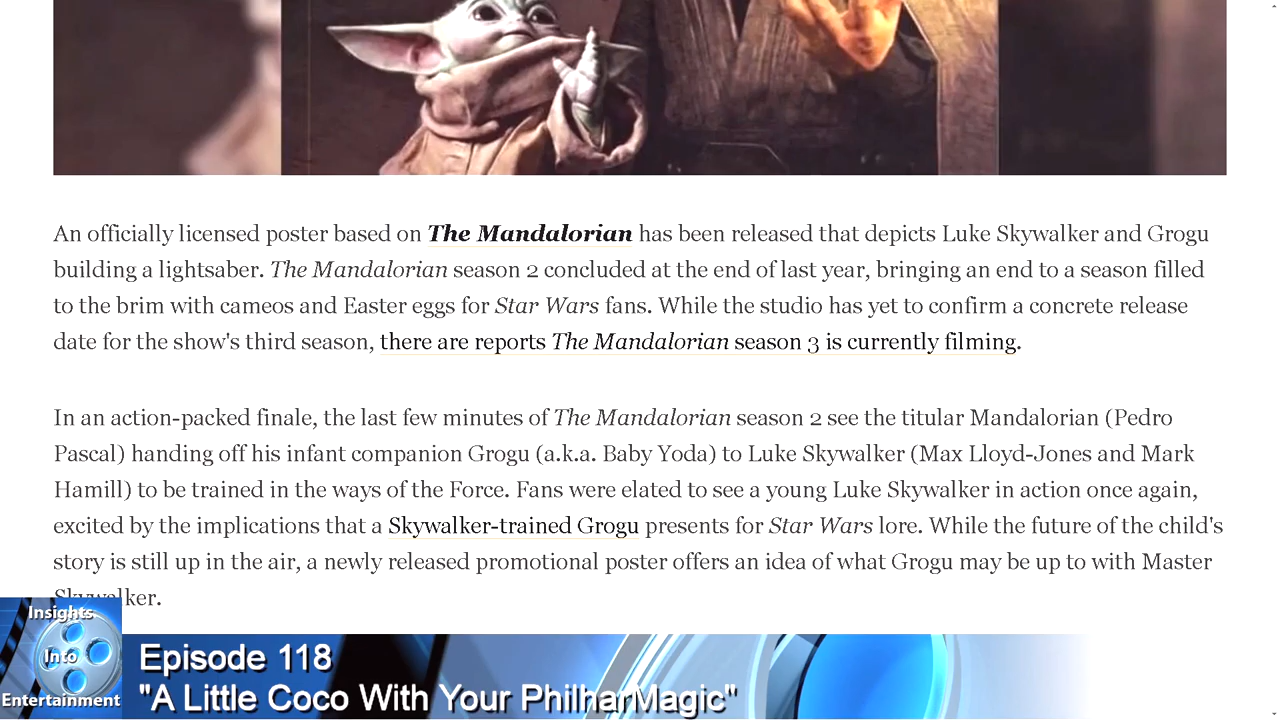 An officially licensed poster based on The Mandalorian has been released that depicts Luke Skywalker and Grogu
building a lightsaber. The Mandalorian season 2 concluded at the end of last year, bringing an end to a season filled
to the brim with cameos and Easter eggs for Star Wars fans. While the studio has yet to confirm a concrete release
date for the show's third season, there are reports The Mandalorian season 3 is currently filming.
In an action-packed finale, the last few minutes of The Mandalorian season 2 see the titular Mandalorian (Pedro
Pascal) handing off his infant companion Grogu (a.k.a. Baby Yoda) to Luke Skywalker (Max Lloyd-Jones and Mark
Hamill) to be trained in the ways of the Force. Fans were elated to see a young Luke Skywalker in action once again,
excited by the implications that a Skywalker-trained Grogu presents for Star Wars lore. While the future of the child's
story is still up in the air, a newly released promotional poster offers an idea of what Grogu may be up to with Master
Skywalker.
Insights
Into
Entertainment
Episode 118
"A Little Coco With Your PhilharMagic"